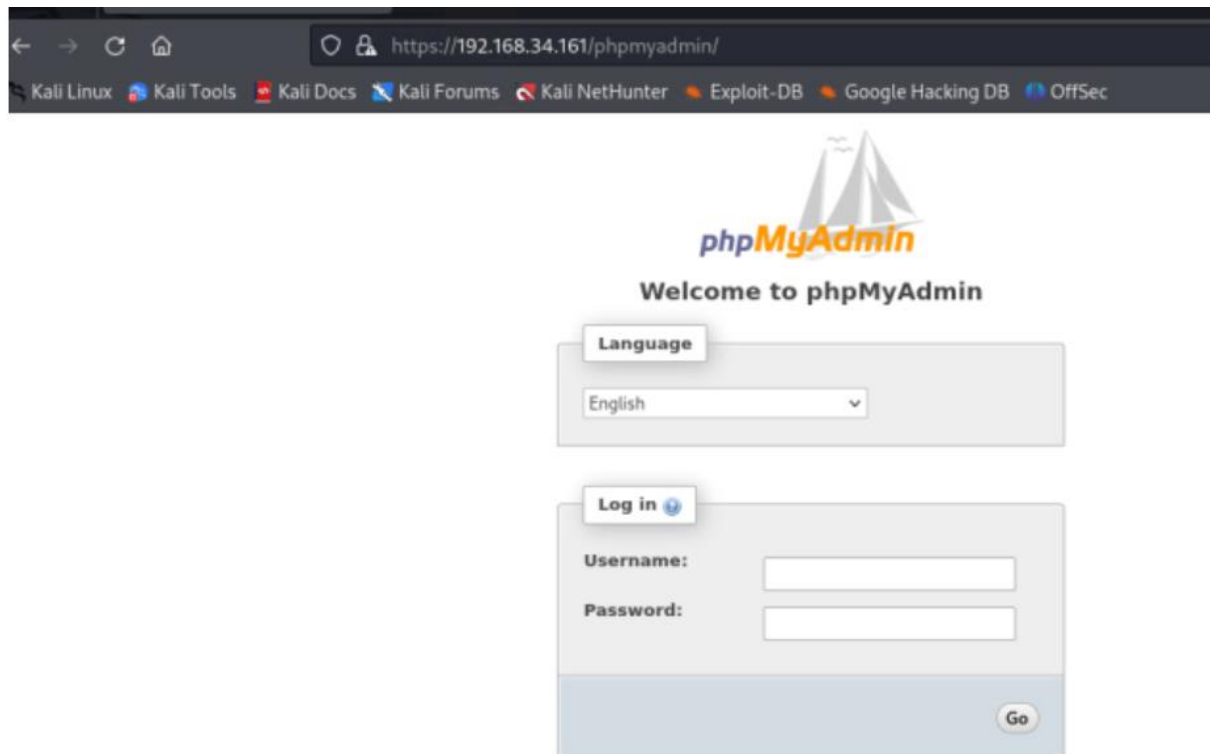 https://192.168.34.161/phpmyadmin/
Kali Linux Kali Tools Kali Docs Kali Forums Kali NetHunter Exploit-DB Google Hacking DB OffSec
phpMyAdmin
Welcome to phpMyAdmin
Language
English
Log in
Username:
Password:
Go